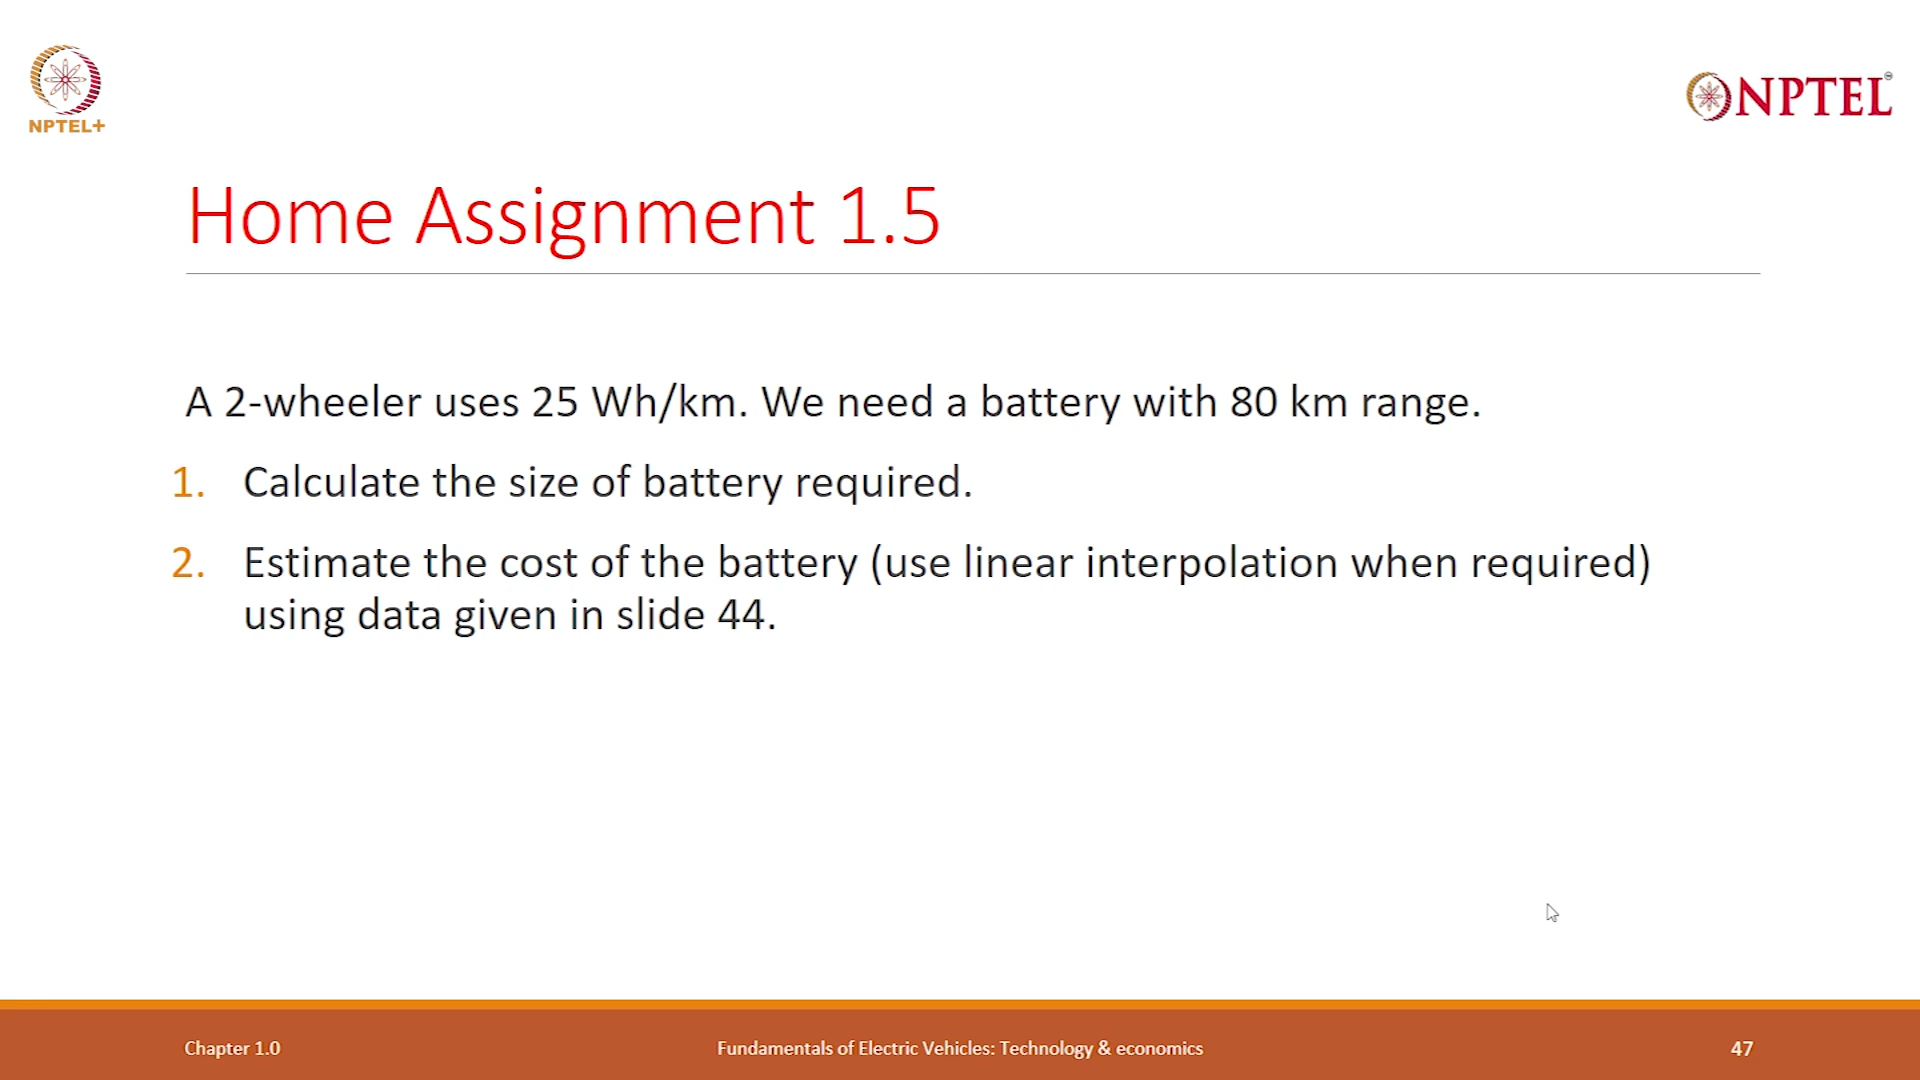 NPTEL+
NPTEL
Home Assignment 1.5
A 2-wheeler uses 25 Wh/km. We need a battery with 80 km range.
1. Calculate the size of battery required.
2. Estimate the cost of the battery (use linear interpolation when required)
using data given in slide 44.
Chapter 1.0
Fundamentals of Electric Vehicles: Technology & economics
47